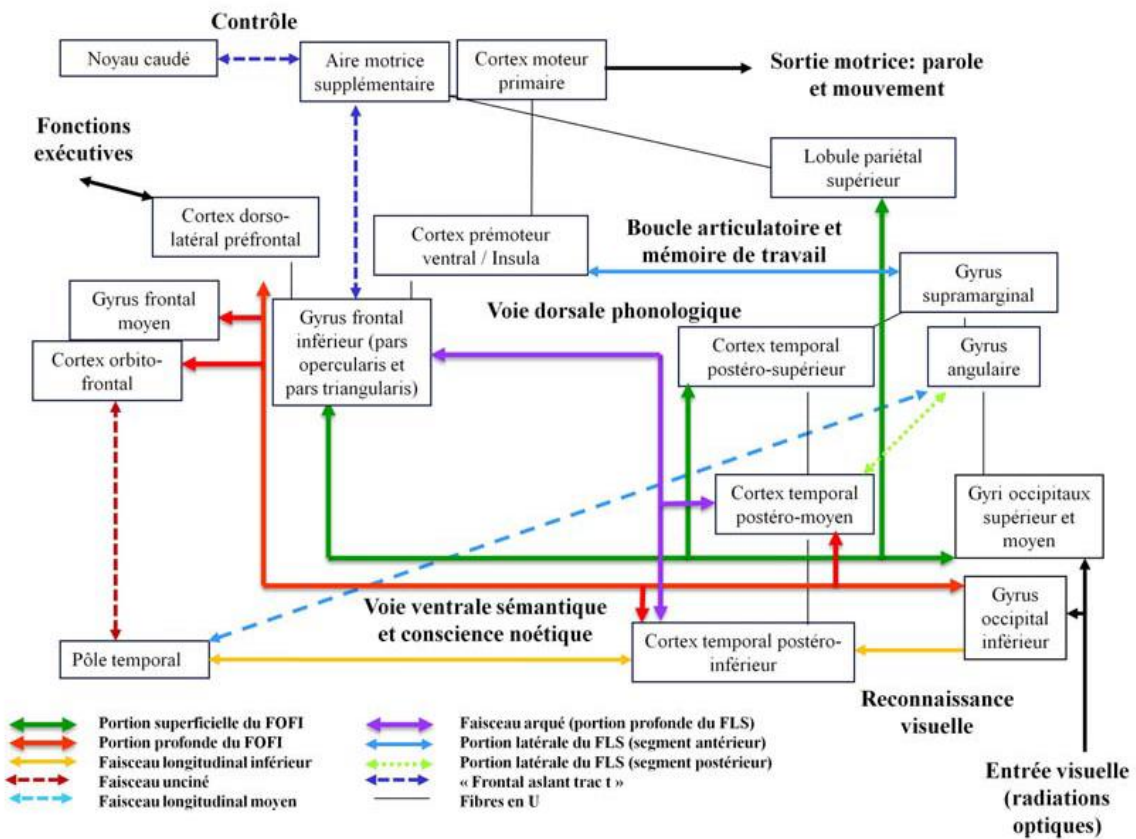 Contrôle
Noyau caudé
Aire motrice
supplémentaire
Cortex moteur
primaire
Sortie motrice: parole
et mouvement
Fonctions
exécutives
Lobule pariétal
supérieur
Cortex dorso-
latéral préfrontal
Cortex prémoteur
ventral / Insula
Boucle articulatoire et
mémoire de travail
Gyrus
supramarginal
Gyrus frontal
moyen
Gyrus frontal
inférieur (pars
opercularis et
pars triangularis)
Voie dorsale phonologique
Cortex orbito-
frontal
Cortex temporal
postéro-supérieur
Gyrus
angulaire
Cortex temporal
postéro-moyen
Gyri occipitaux
supérieur et
moyen
Voie ventrale sémantique
et conscience noétique
Gyrus
occipital
inférieur
Pôle temporal
Cortex temporal postéro-
inférieur
Reconnaissance
visuelle
Entrée visuelle
(radiations
optiques)
Portion superficielle du FOFI
Portion profonde du FOFI
Faisceau longitudinal inférieur
Faisceau unciné
Faisceau longitudinal moyen
Faisceau arqué (portion profonde du FLS)
Portion latérale du FLS (segment antérieur)
Portion latérale du FLS (segment postérieur)
« Frontal aslant trac t »
Fibres en U